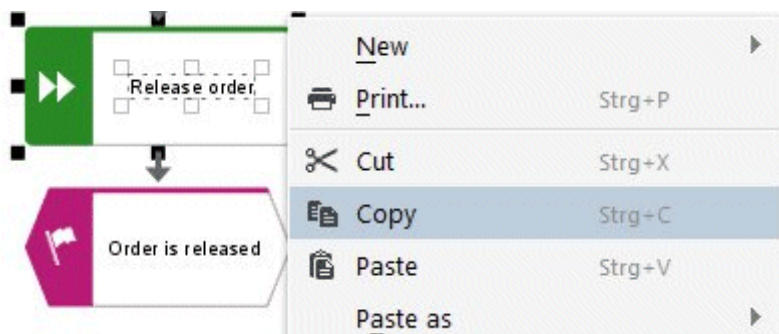 Release order
Order is released
New
Print... Strg+P
Cut Strg+X
Copy Strg+C
Paste Strg+V
Paste as